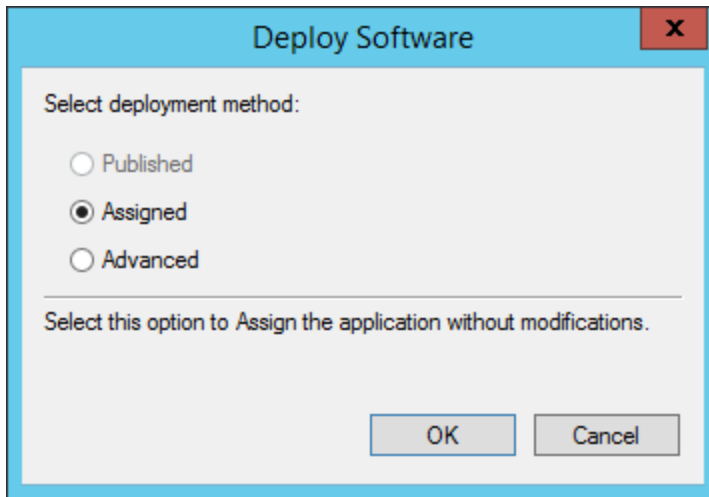 Deploy Software
x
Select deployment method:
Published
Assigned
Advanced
Select this option to Assign the application without modifications.
OK
Cancel